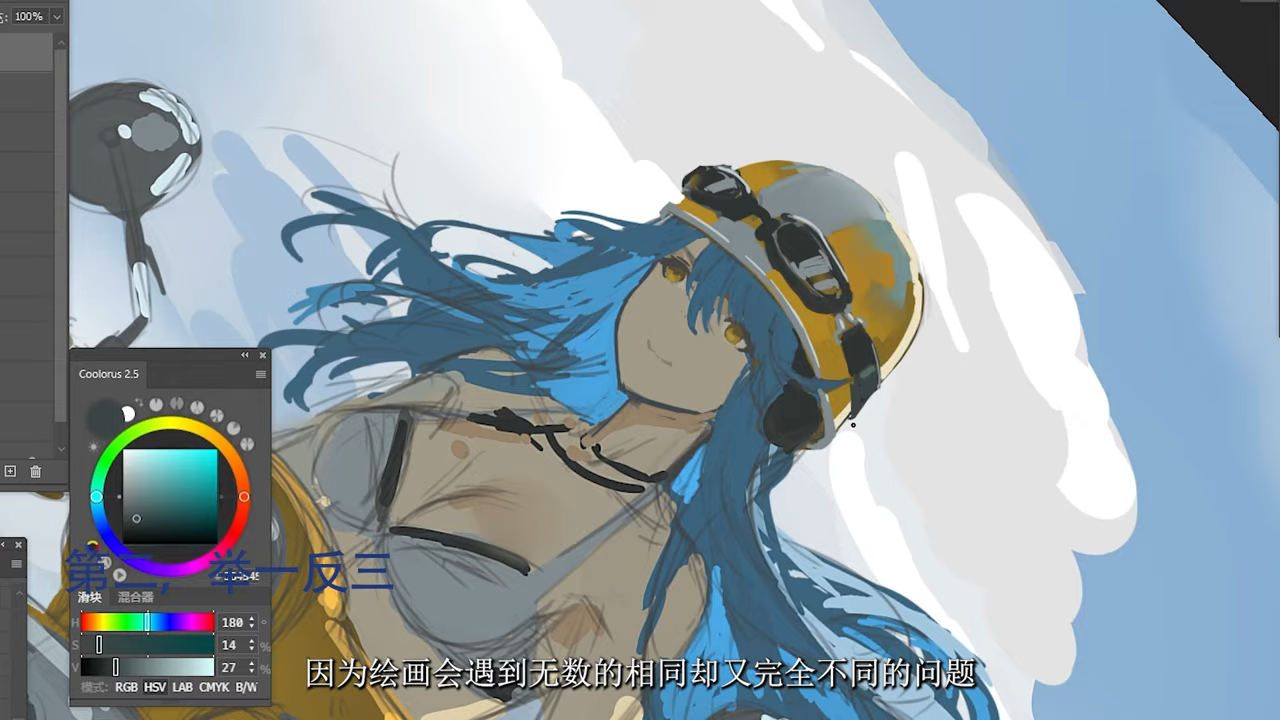 100%
Coolorus 2.5
第二，举一反三
滑块
混合器
H 180 °
S 14 %
V 27 %
模式: RGB HSV LAB CMYK B/W
因为绘画会遇到无数的相同却又完全不同的问题